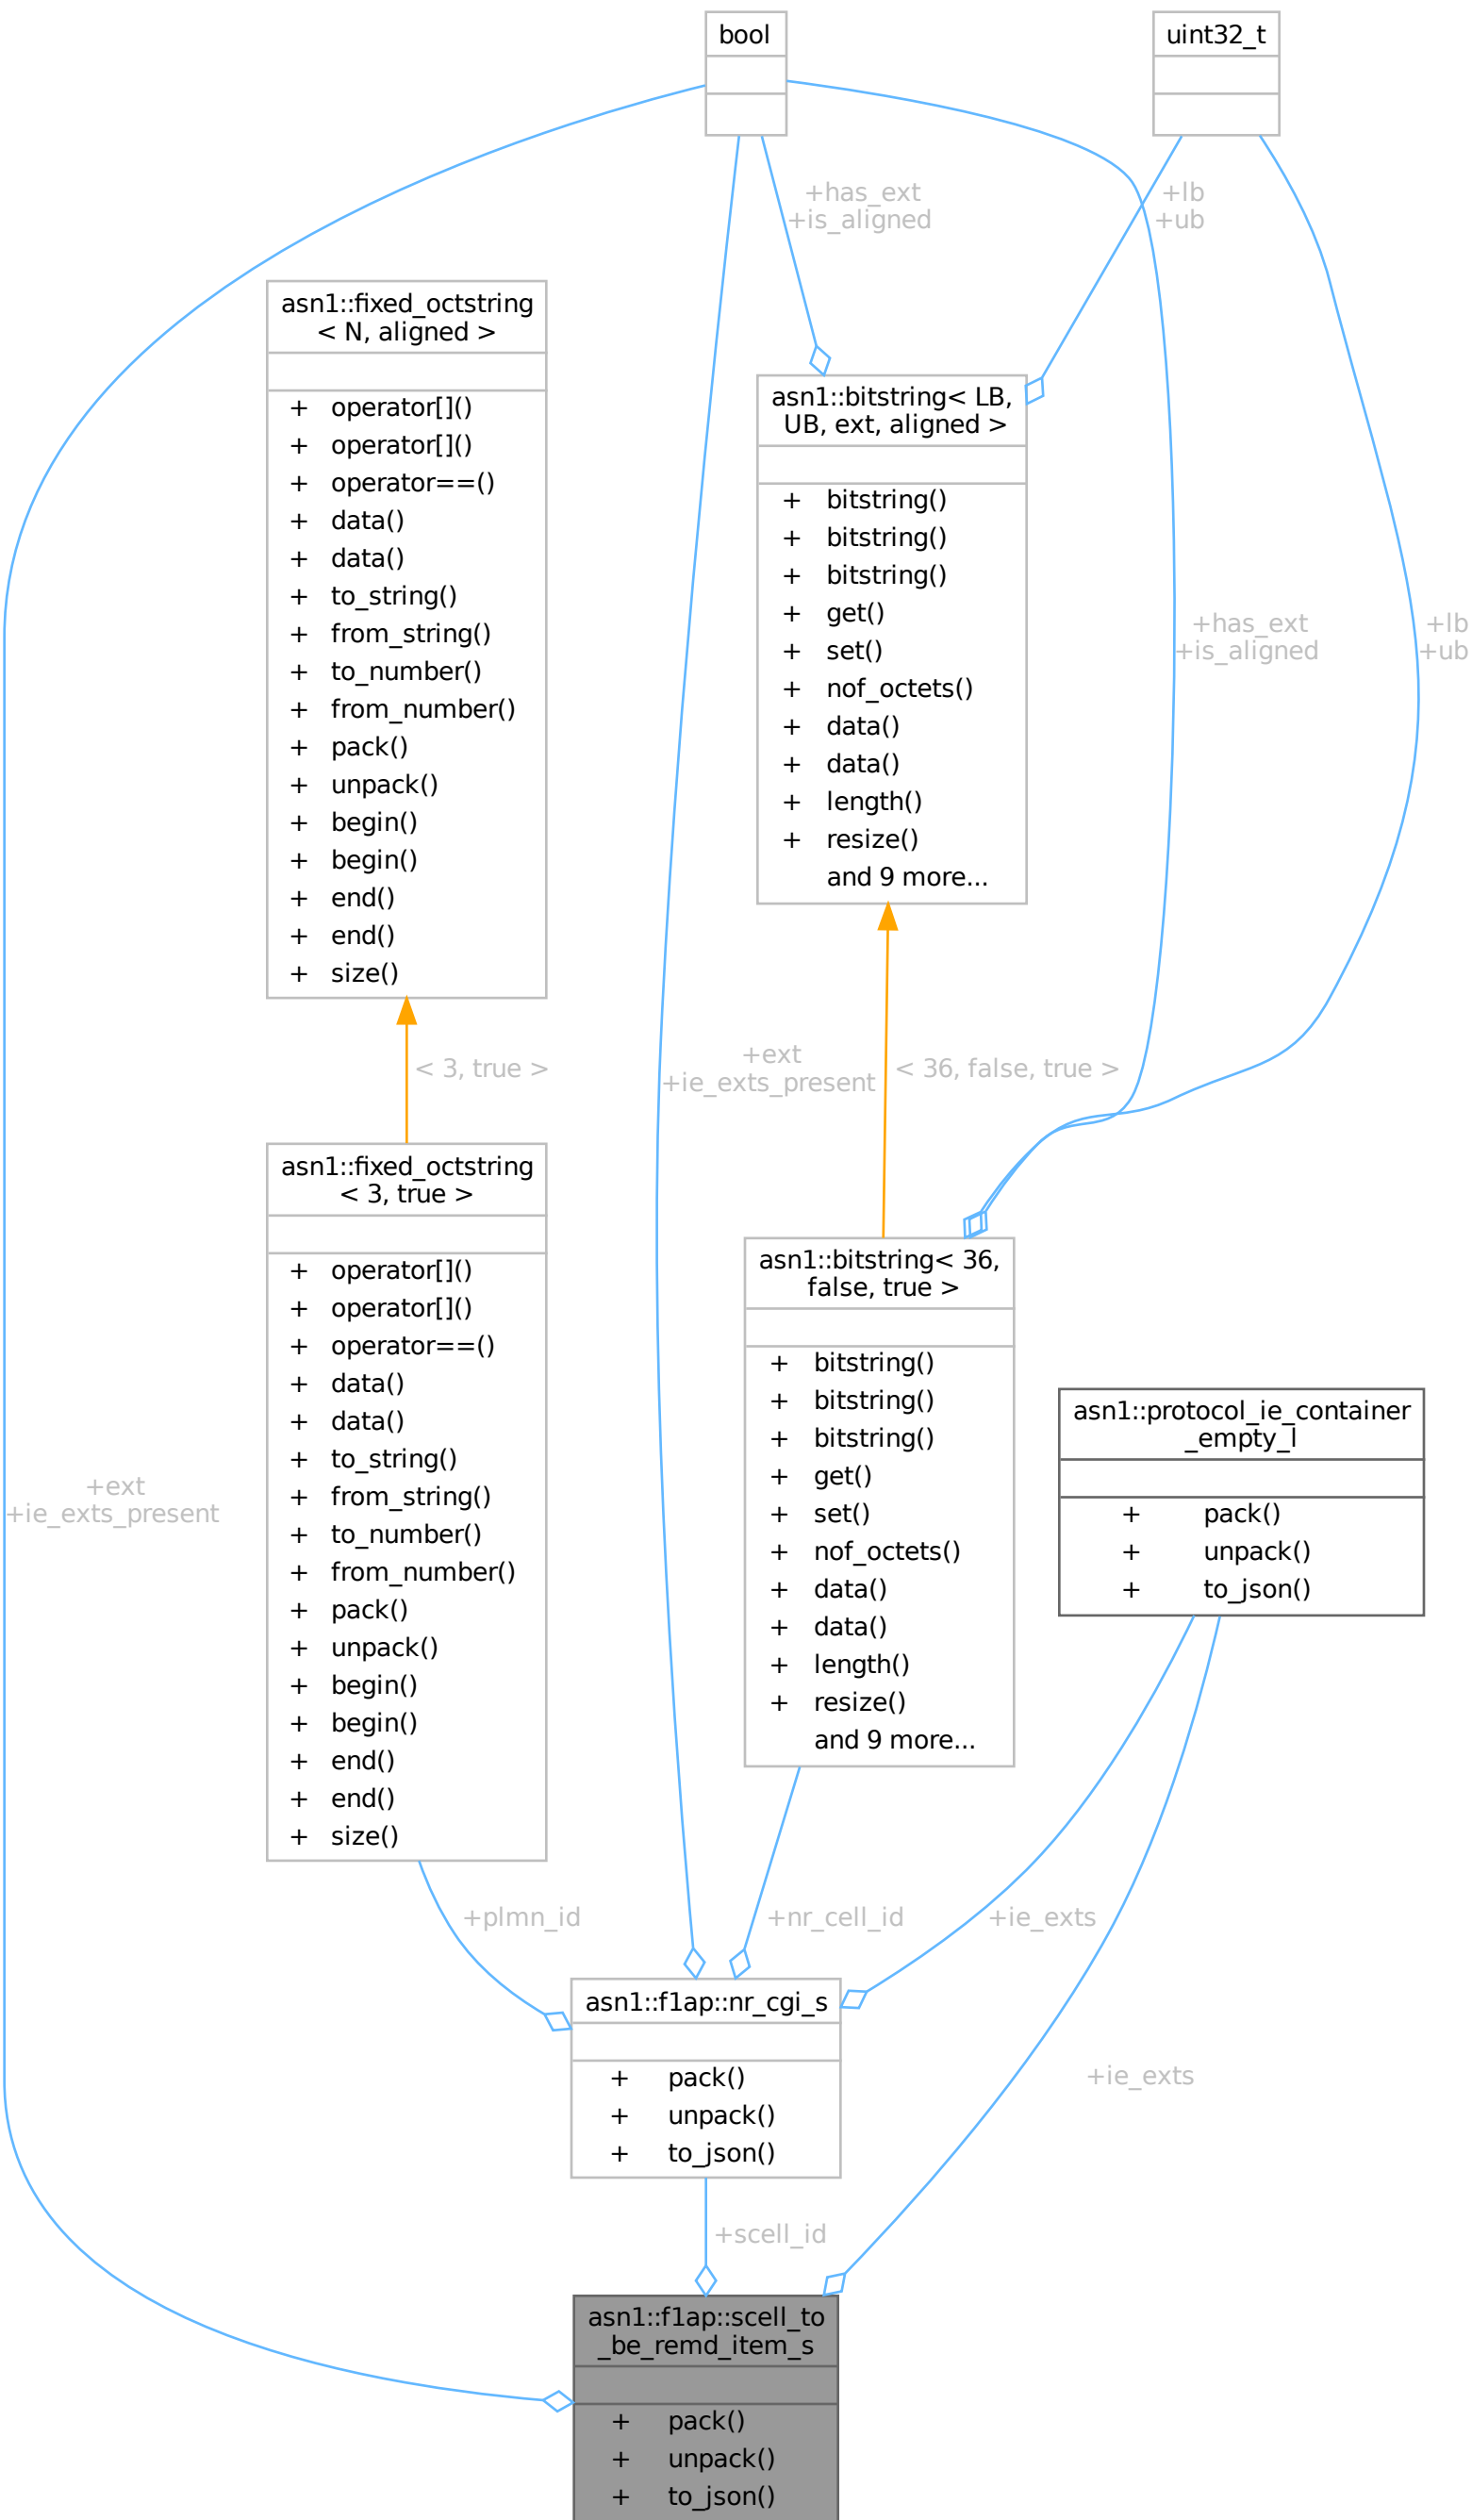 bool
uint32_t
+has_ext
+is_aligned
+lb
+ub
asn1::fixed_octstring
< N, aligned >
+ operator[]()
+ operator[]()
+ operator==()
+ data()
+ data()
+ to_string()
+ from_string()
+ to_number()
+ from_number()
+ pack()
+ unpack()
+ begin()
+ begin()
+ end()
+ end()
+ size()
asn1::bitstring< LB,
UB, ext, aligned >
+ bitstring()
+ bitstring()
+ bitstring()
+ get()
+ set()
+ nof_octets()
+ data()
+ data()
+ length()
+ resize()
and 9 more...
+has_ext
+is_aligned
+lb
+ub
< 3, true >
+ext
+ie_exts_present
< 36, false, true >
asn1::fixed_octstring
< 3, true >
+ operator[]()
+ operator[]()
+ operator==()
+ data()
+ data()
+ to_string()
+ from_string()
+ to_number()
+ from_number()
+ pack()
+ unpack()
+ begin()
+ begin()
+ end()
+ end()
+ size()
asn1::bitstring< 36,
false, true >
+ bitstring()
+ bitstring()
+ bitstring()
+ get()
+ set()
+ nof_octets()
+ data()
+ data()
+ length()
+ resize()
and 9 more...
asn1::protocol_ie_container
_empty_l
+ pack()
+ unpack()
+ to_json()
+ext
+ie_exts_present
+plmn_id
+nr_cell_id
+ie_exts
asn1::f1ap::nr_cgi_s
+ pack()
+ unpack()
+ to_json()
+ie_exts
+scell_id
asn1::f1ap::scell_to
_be_remd_item_s
+ pack()
+ unpack()
+ to_json()